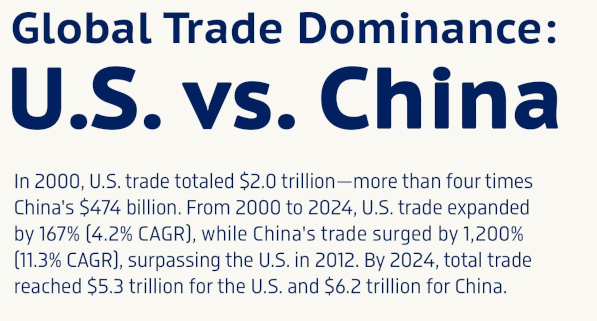 Global Trade Dominance:
U.S. vs. China
In 2000, U.S. trade totaled $2.0 trillion—more than four times
China's $474 billion. From 2000 to 2024, U.S. trade expanded
by 167% (4.2% CAGR), while China's trade surged by 1,200%
(11.3% CAGR), surpassing the U.S. in 2012. By 2024, total trade
reached $5.3 trillion for the U.S. and $6.2 trillion for China.